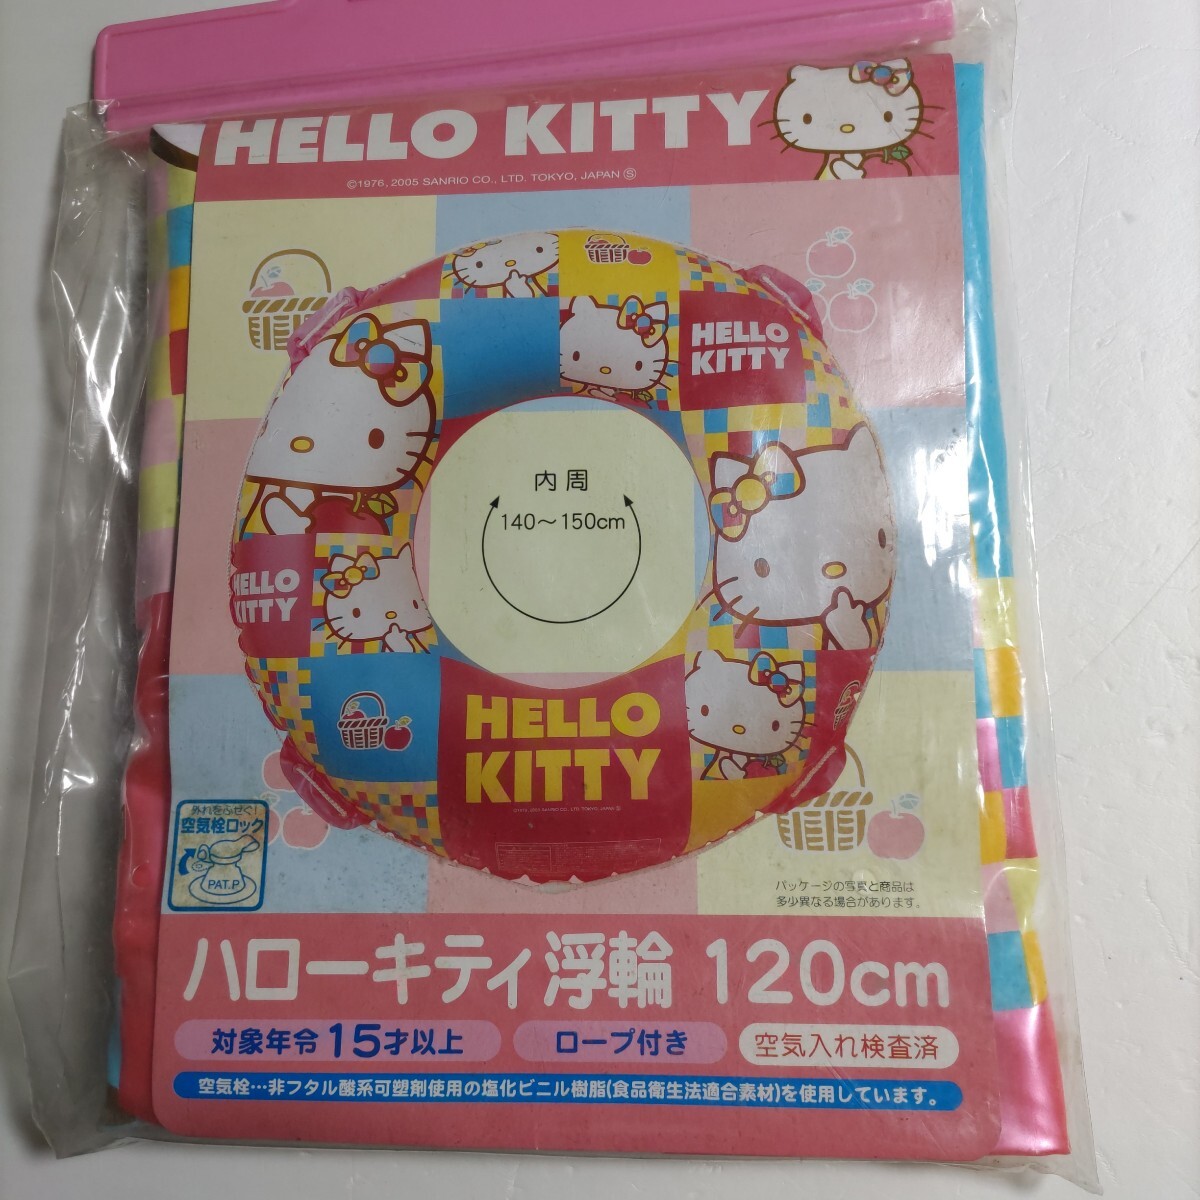 HELLO KITTY
©1976, 2005 SANRIO CO., LTD. TOKYO, JAPAN Ⓢ
HELLO
KITTY
内周
140〜150cm
HELLO
KITTY
HELLO
KITTY
外れをふせぐ!
空気栓ロック
PAT.P.
パッケージの写真と商品は
多少異なる場合があります。
ハローキティ浮輪 120cm
対象年令15才以上
ロープ付き
空気入れ検査済
空気栓…非フタル酸系可塑剤使用の塩化ビニル樹脂(食品衛生法適合素材)を使用しています。